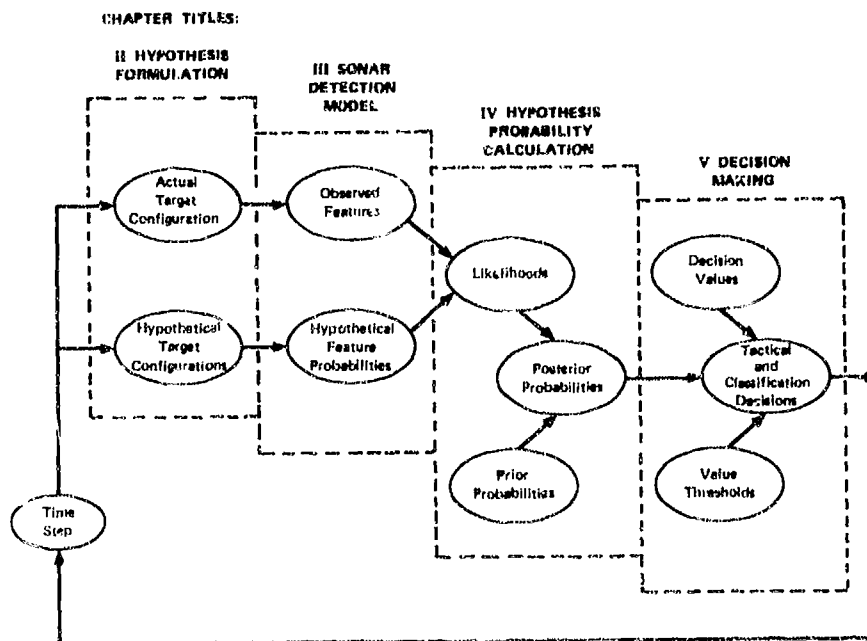 CHAPTER TITLES:
II HYPOTHESIS
FORMULATION
III SONAR
DETECTION
MODEL
IV HYPOTHESIS
PROBABILITY
CALCULATION
V DECISION
MAKING
Actual
Target
Configuration
Observed
Features
Likelihoods
Decision
Values
Hypothetical
Target
Configurations
Hypothetical
Feature
Probabilities
Posterior
Probabilities
Tactical
and
Classification
Decisions
Prior
Probabilities
Value
Thresholds
Time
Step